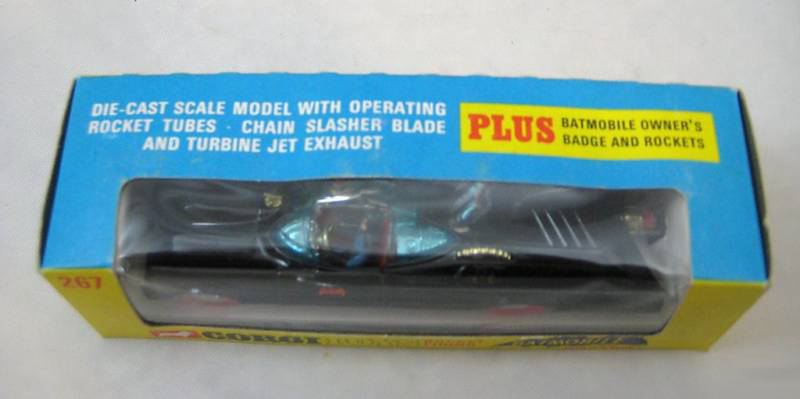 DIE-CAST SCALE MODEL WITH OPERATING
ROCKET TUBES · CHAIN SLASHER BLADE
AND TURBINE JET EXHAUST
PLUS
BATMOBILE OWNER'S
BADGE AND ROCKETS
267
CORGI
BATMOBILE